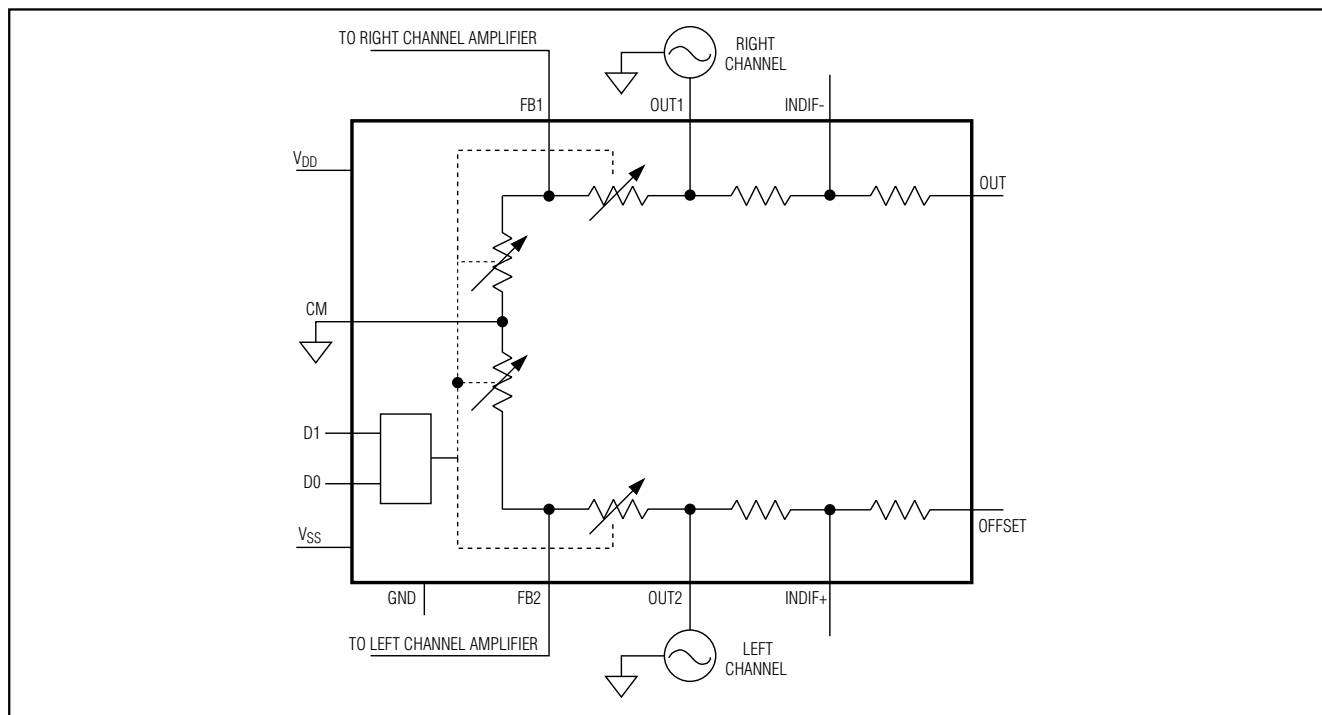 TO RIGHT CHANNEL AMPLIFIER
RIGHT
CHANNEL
FB1
OUT1
INDIF-
VDD
OUT
CM
D1
D0
VSS
OFFSET
GND
FB2
OUT2
INDIF+
TO LEFT CHANNEL AMPLIFIER
LEFT
CHANNEL